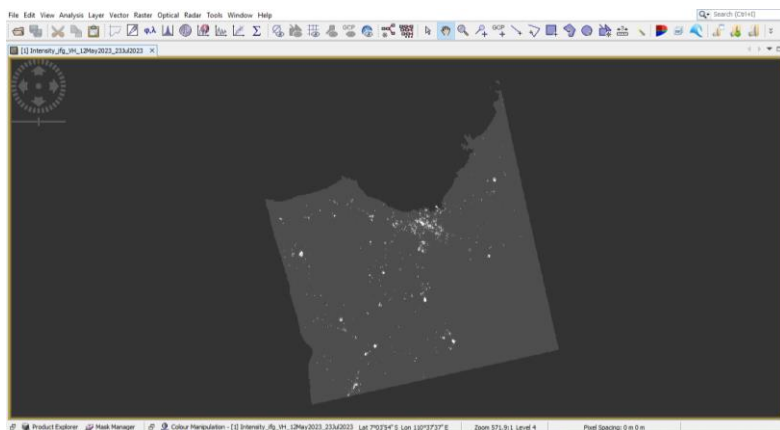 File Edit View Analysis Layer Vector Raster Optical Radar Tools Window Help
Search (Ctrl+I)
GCP
GCP
[1] Intensity_ifg_VH_12May2023_23Jul2023
Product Explorer Mask Manager Colour Manipulation - [1] Intensity_ifg_VH_12May2023_23Jul2023 Lat 7°03'54" S Lon 110°37'37" E Zoom 571.9:1 Level 4 Pixel Spacing: 0 m 0 m